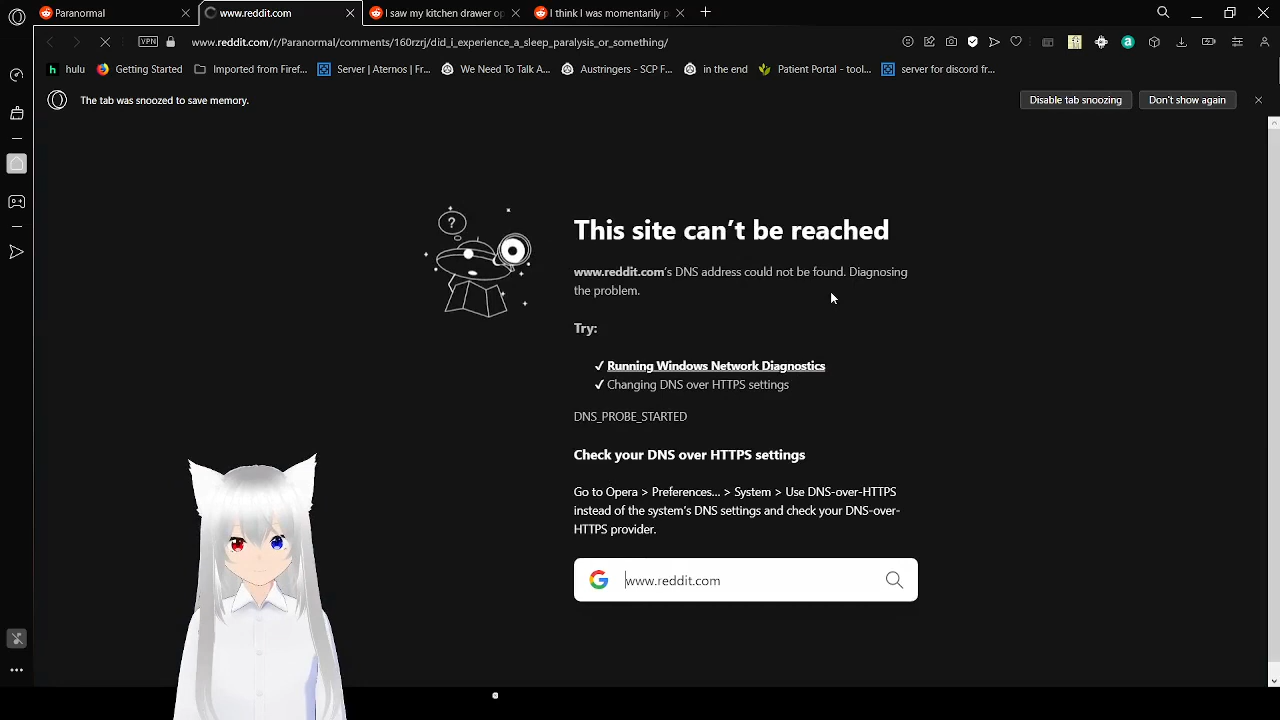 Paranormal
www.reddit.com
I saw my kitchen drawer op
I think I was momentarily p
VPN
www.reddit.com/r/Paranormal/comments/160rzrj/did_i_experience_a_sleep_paralysis_or_something/
h hulu
Getting Started
Imported from Firef...
Server | Aternos | Fr...
We Need To Talk A...
Austringers - SCP F...
in the end
Patient Portal - tool...
server for discord fr...
The tab was snoozed to save memory.
Disable tab snoozing
Don't show again
?
This site can't be reached
www.reddit.com's DNS address could not be found. Diagnosing
the problem.
Try:
✓ Running Windows Network Diagnostics
✓ Changing DNS over HTTPS settings
DNS_PROBE_STARTED
Check your DNS over HTTPS settings
Go to Opera > Preferences... > System > Use DNS-over-HTTPS
instead of the system's DNS settings and check your DNS-over-
HTTPS provider.
G www.reddit.com